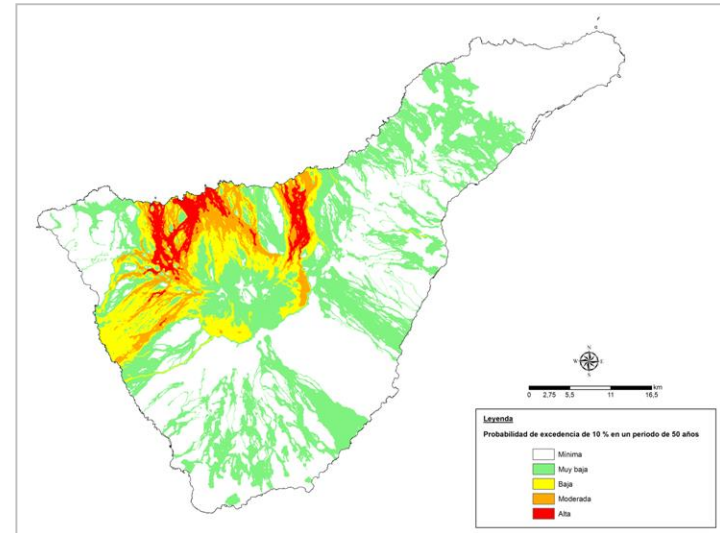 N
W E
S
km
0 2,75 5,5 11 16,5
Leyenda
Probabilidad de excedencia de 10 % en un periodo de 50 años
Mínima
Muy baja
Baja
Moderada
Alta